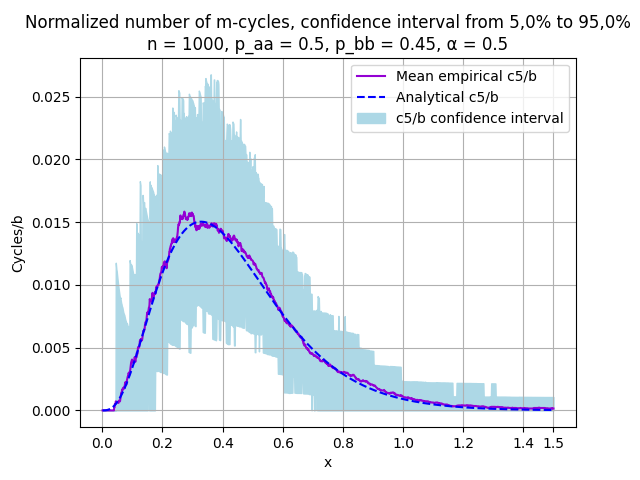 Normalized number of m-cycles, confidence interval from 5,0% to 95,0%
n = 1000, p_aa = 0.5, p_bb = 0.45, α = 0.5
Mean empirical c5/b
Analytical c5/b
c5/b confidence interval
Cycles/b
0.025
0.020
0.015
0.010
0.005
0.000
0.0 0.2 0.4 0.6 0.8 1.0 1.2 1.4 1.5
x